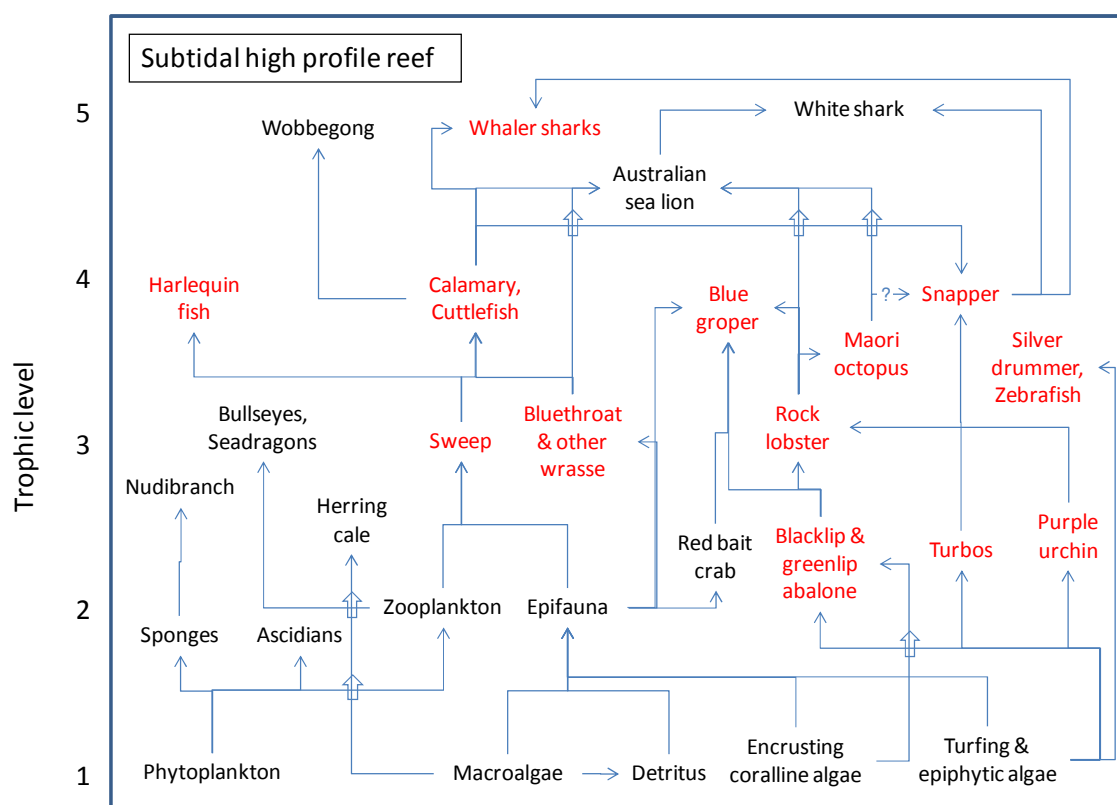 Subtidal high profile reef
Trophic level
5
4
3
2
1
White shark
Wobbegong
Whaler sharks
Australian
sea lion
Harlequin
fish
Calamary,
Cuttlefish
Blue
groper
?
Snapper
Maori
octopus
Silver
drummer,
Zebrafish
Bullseyes,
Seadragons
Sweep
Bluethroat
& other
wrasse
Rock
lobster
Nudibranch
Herring
cale
Red bait
crab
Blacklip &
greenlip
abalone
Turbos
Purple
urchin
Zooplankton
Epifauna
Sponges
Ascidians
Phytoplankton
Macroalgae
Detritus
Encrusting
coralline algae
Turfing &
epiphytic algae